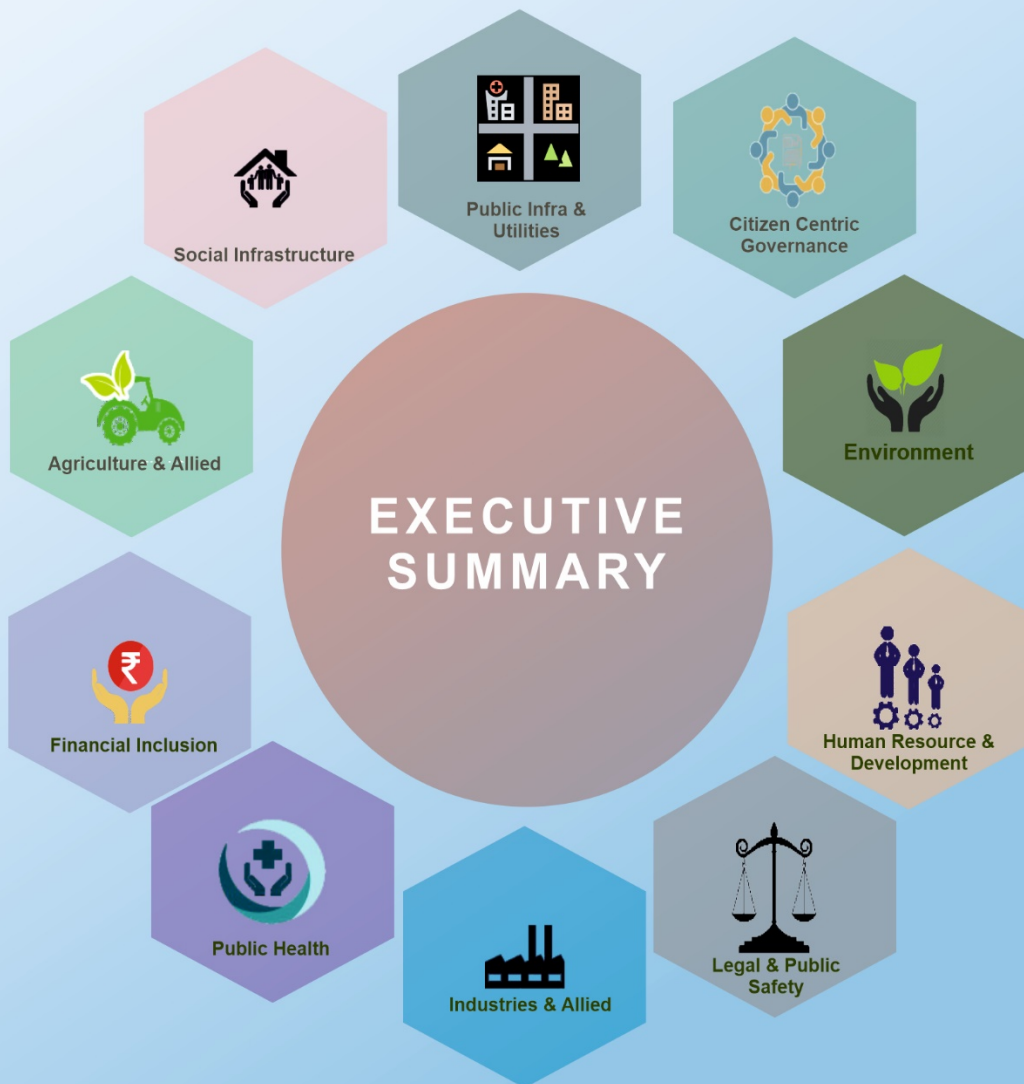 Public Infra &
Utilities
Citizen Centric
Governance
Social Infrastructure
Environment
Agriculture & Allied
EXECUTIVE
SUMMARY
₹
Financial Inclusion
Human Resource &
Development
Public Health
Legal & Public
Safety
Industries & Allied